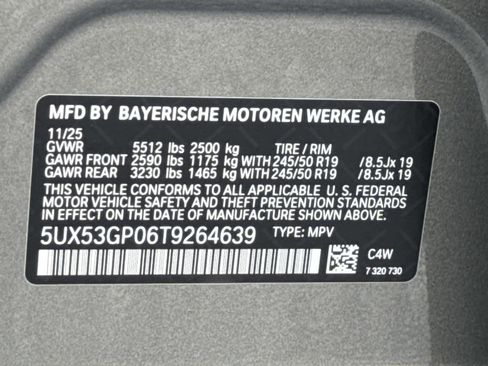 MFD BY BAYERISCHE MOTOREN WERKE AG
11/25
GVWR 5512 lbs 2500 kg TIRE / RIM
GAWR FRONT 2590 lbs 1175 kg WITH 245/50 R19 / 8.5Jx 19
GAWR REAR 3230 lbs 1465 kg WITH 245/50 R19 / 8.5Jx 19
THIS VEHICLE CONFORMS TO ALL APPLICABLE U. S. FEDERAL
MOTOR VEHICLE SAFETY AND THEFT PREVENTION STANDARDS
IN EFFECT ON THE DATE OF MANUFACTURE SHOWN ABOVE.
5UX53GP06T9264639 TYPE: MPV
C4W
7 320 730